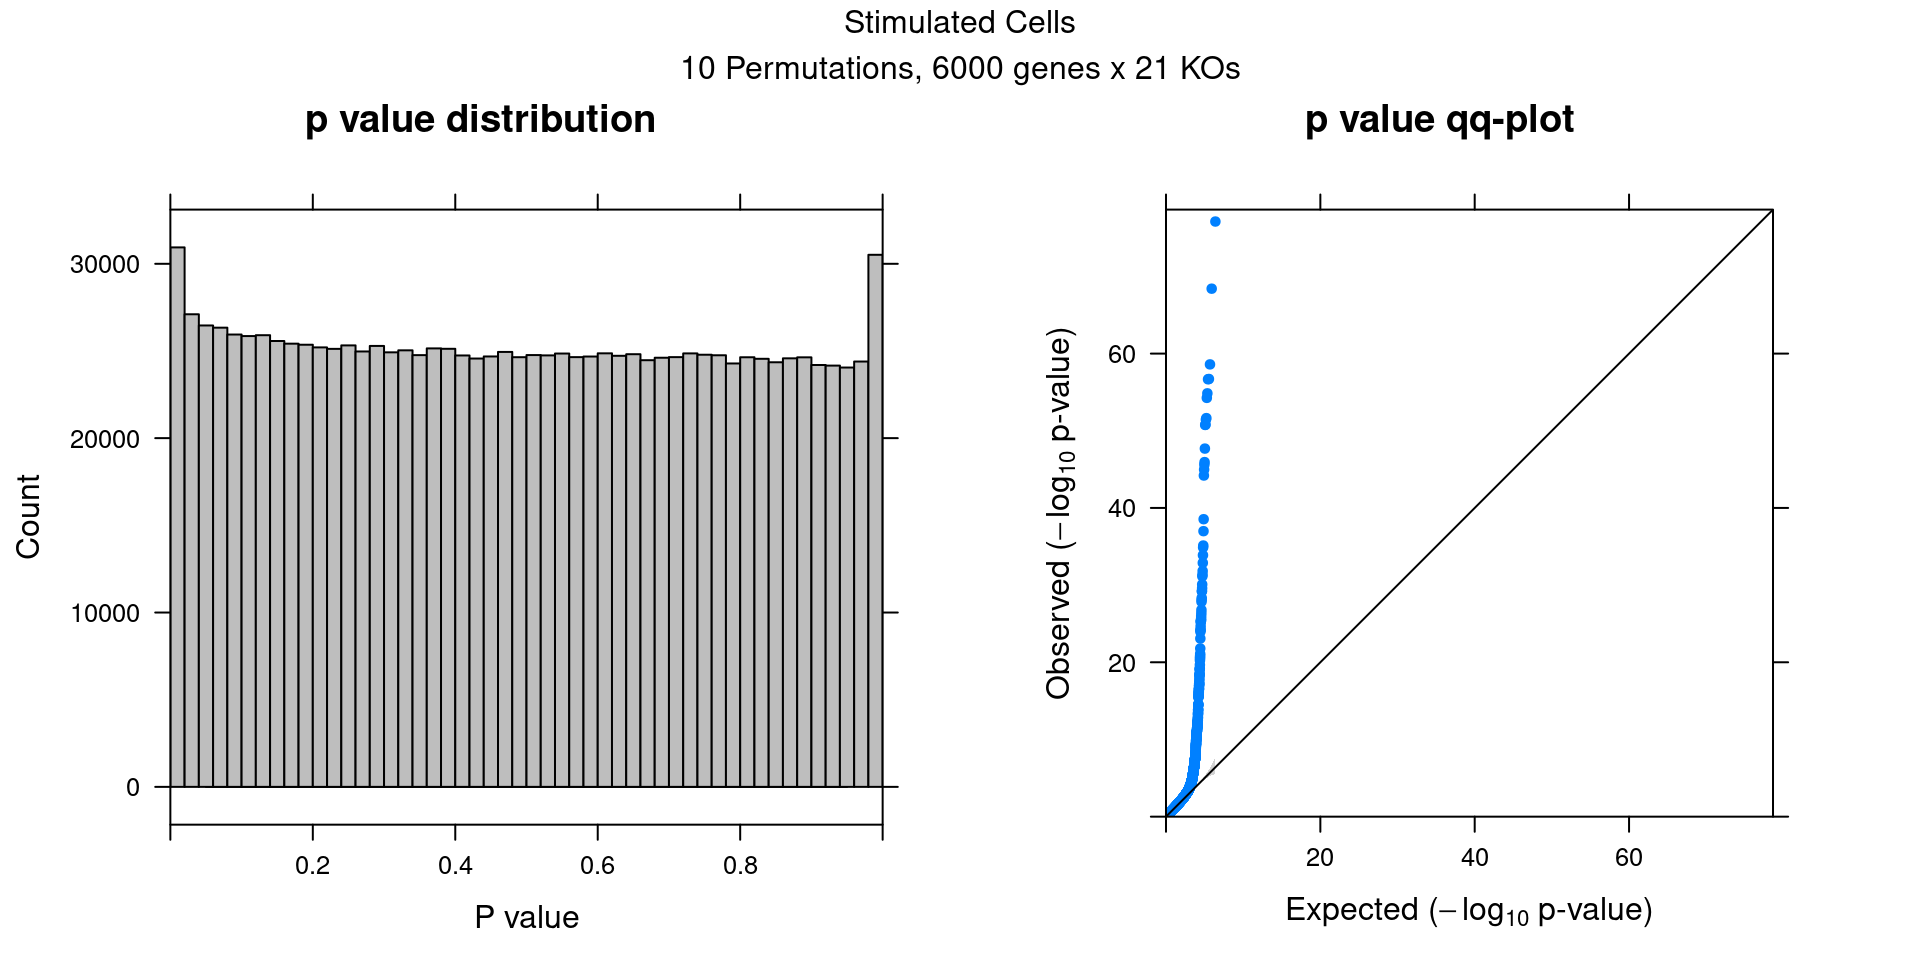 Stimulated Cells
10 Permutations, 6000 genes x 21 KOs
p value distribution
Count
30000
20000
10000
0
0.2 0.4 0.6 0.8
P value
p value qq-plot
Observed (−log10 p-value)
60
40
20
20 40 60
Expected (−log10 p-value)